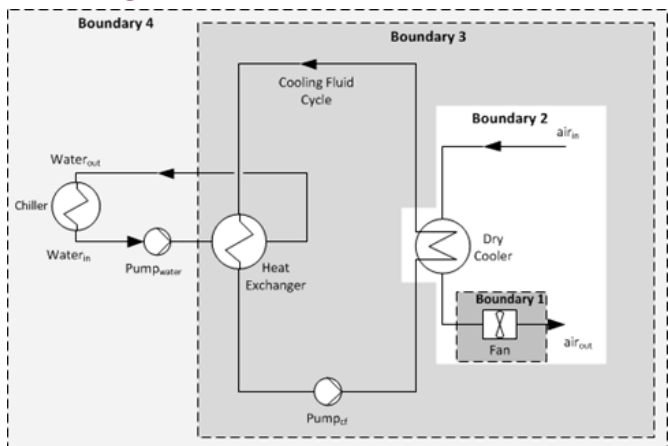 Boundary 4
Boundary 3
Cooling Fluid
Cycle
Boundary 2
air_in
Water_out
Chiller
Water_in
Pump_water
Heat
Exchanger
Dry
Cooler
Boundary 1
Fan
air_out
Pump_cf